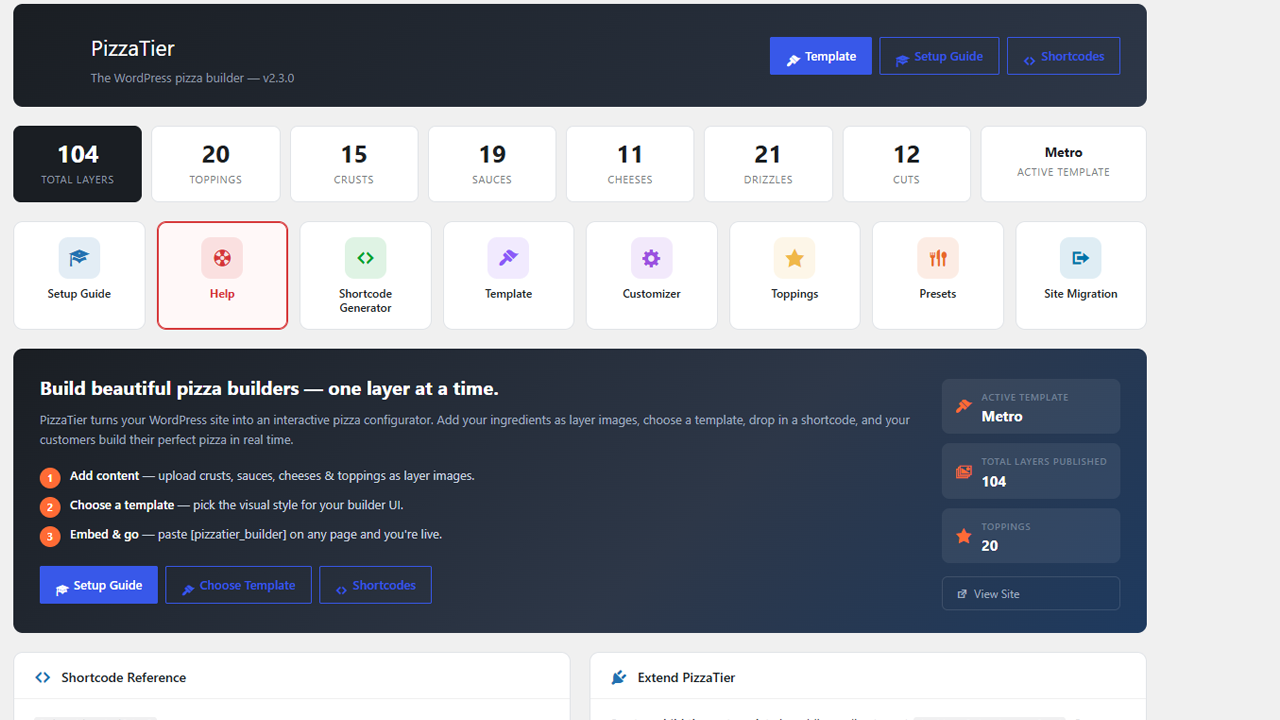 PizzaTier
The WordPress pizza builder — v2.3.0
Template
Setup Guide
Shortcodes
104
TOTAL LAYERS
20
TOPPINGS
15
CRUSTS
19
SAUCES
11
CHEESES
21
DRIZZLES
12
CUTS
Metro
ACTIVE TEMPLATE
Setup Guide
Help
Shortcode
Generator
Template
Customizer
Toppings
Presets
Site Migration
Build beautiful pizza builders — one layer at a time.
PizzaTier turns your WordPress site into an interactive pizza configurator. Add your ingredients as layer images, choose a template, drop in a shortcode, and your
customers build their perfect pizza in real time.
1 Add content — upload crusts, sauces, cheeses & toppings as layer images.
2 Choose a template — pick the visual style for your builder UI.
3 Embed & go — paste [pizzatier_builder] on any page and you're live.
Setup Guide
Choose Template
Shortcodes
ACTIVE TEMPLATE
Metro
TOTAL LAYERS PUBLISHED
104
TOPPINGS
20
View Site
Shortcode Reference
Extend PizzaTier